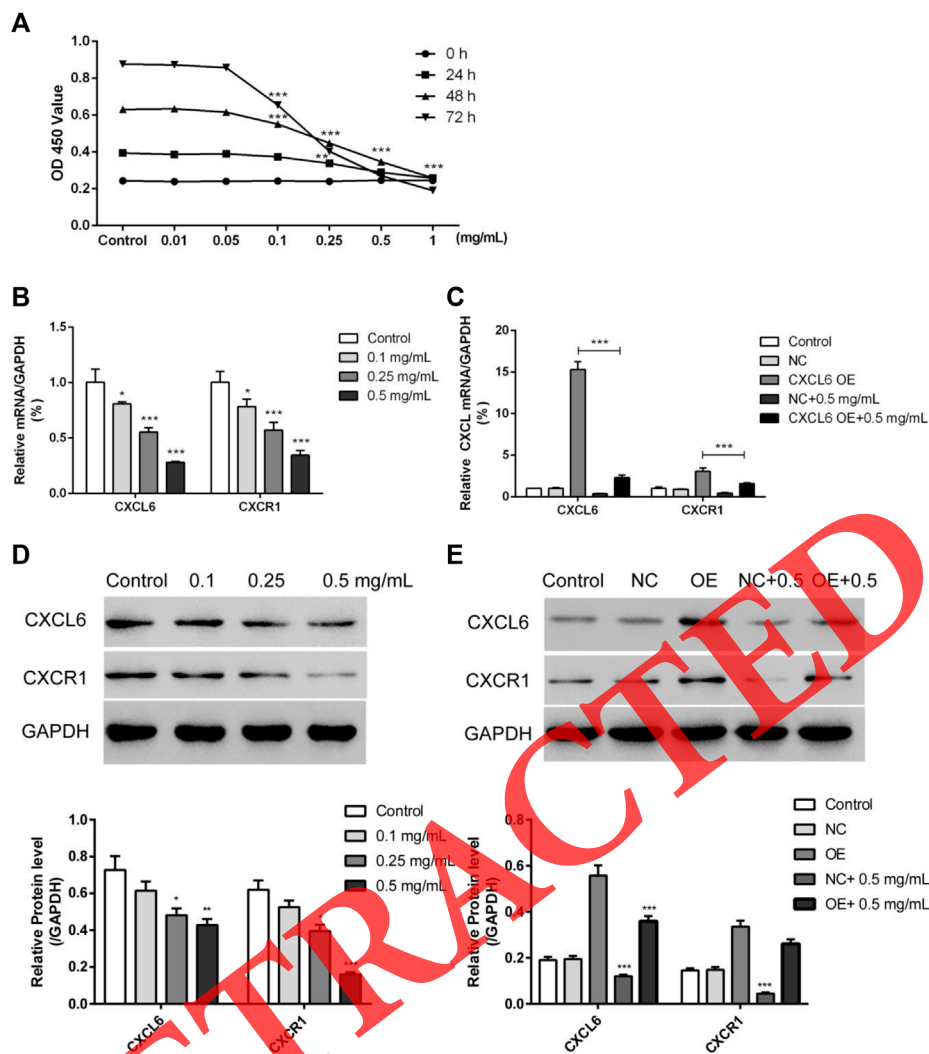 A
OD 450 Value
1.0
0.8
0.6
0.4
0.2
0.0
0 h
24 h
48 h
72 h
***
***
***
**
***
***
Control 0.01 0.05 0.1 0.25 0.5 1 (mg/mL)
B
Relative mRNA/GAPDH
(%)
1.5
1.0
0.5
0.0
Control
0.1 mg/mL
0.25 mg/mL
0.5 mg/mL
* *** *** * *** ***
CXCL6 CXCR1
C
Relative CXCL mRNA/GAPDH
(%)
20
15
10
5
0
Control
NC
CXCL6 OE
NC+0.5 mg/mL
CXCL6 OE+0.5 mg/mL
***
***
CXCL6 CXCR1
D
Control 0.1 0.25 0.5 mg/mL
CXCL6
CXCR1
GAPDH
Relative Protein level
(/GAPDH)
1.0
0.8
0.6
0.4
0.2
0.0
Control
0.1 mg/mL
0.25 mg/mL
0.5 mg/mL
* ** * ***
CXCL6 CXCR1
E
Control NC OE NC+0.5 OE+0.5
CXCL6
CXCR1
GAPDH
Relative Protein level
(/GAPDH)
0.8
0.6
0.4
0.2
0.0
Control
NC
OE
NC+ 0.5 mg/mL
OE+ 0.5 mg/mL
*** *** ***
CXCL6 CXCR1
RETRACTED